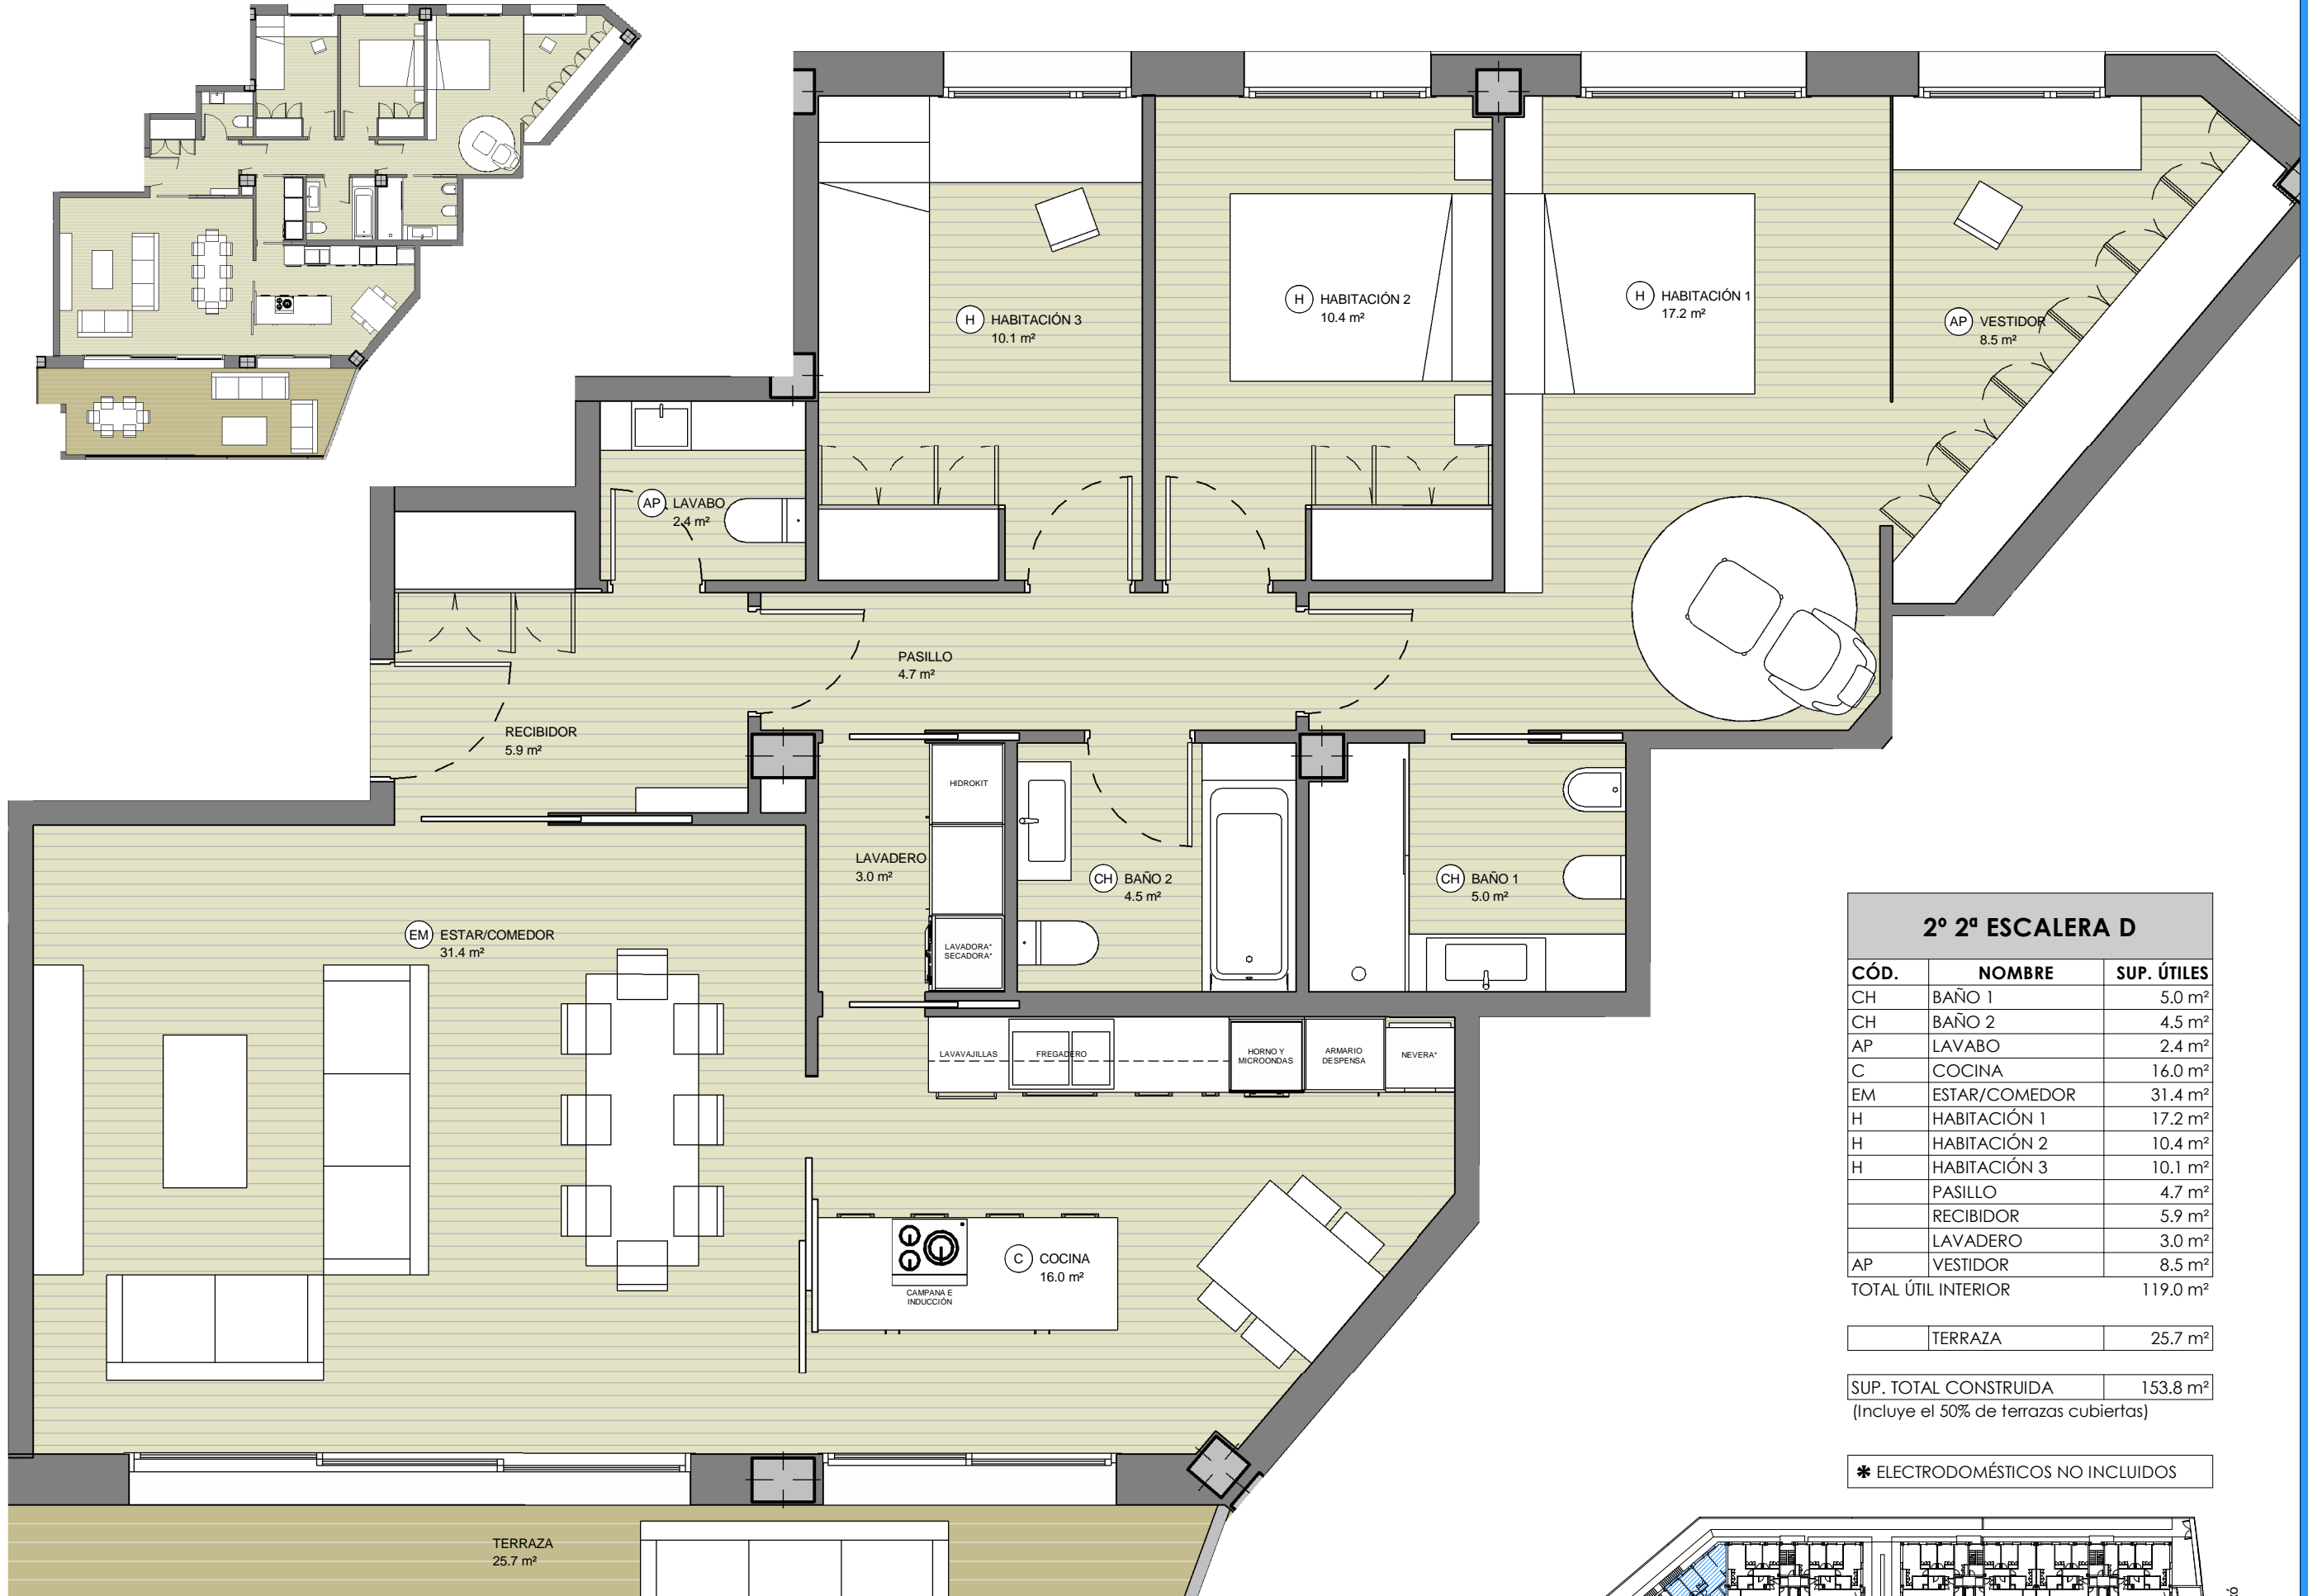 H HABITACIÓN 3
10.1 m²
H HABITACIÓN 2
10.4 m²
H HABITACIÓN 1
17.2 m²
AP VESTIDOR
8.5 m²
AP LAVABO
2.4 m²
PASILLO
4.7 m²
RECIBIDOR
5.9 m²
HIDROKIT
LAVADERO
3.0 m²
LAVADORA*
SECADORA*
CH BAÑO 2
4.5 m²
CH BAÑO 1
5.0 m²
EM ESTAR/COMEDOR
31.4 m²
LAVAVAJILLAS
FREGADERO
HORNO Y
MICROONDAS
ARMARIO
DESPENSA
NEVERA*
C COCINA
16.0 m²
CAMPANA E
INDUCCIÓN
TERRAZA
25.7 m²
2º 2ª ESCALERA D
CÓD. NOMBRE SUP. ÚTILES
CH BAÑO 1 5.0 m²
CH BAÑO 2 4.5 m²
AP LAVABO 2.4 m²
C COCINA 16.0 m²
EM ESTAR/COMEDOR 31.4 m²
H HABITACIÓN 1 17.2 m²
H HABITACIÓN 2 10.4 m²
H HABITACIÓN 3 10.1 m²
PASILLO 4.7 m²
RECIBIDOR 5.9 m²
LAVADERO 3.0 m²
AP VESTIDOR 8.5 m²
TOTAL ÚTIL INTERIOR 119.0 m²
TERRAZA 25.7 m²
SUP. TOTAL CONSTRUIDA 153.8 m²
(Incluye el 50% de terrazas cubiertas)
* ELECTRODOMÉSTICOS NO INCLUIDOS